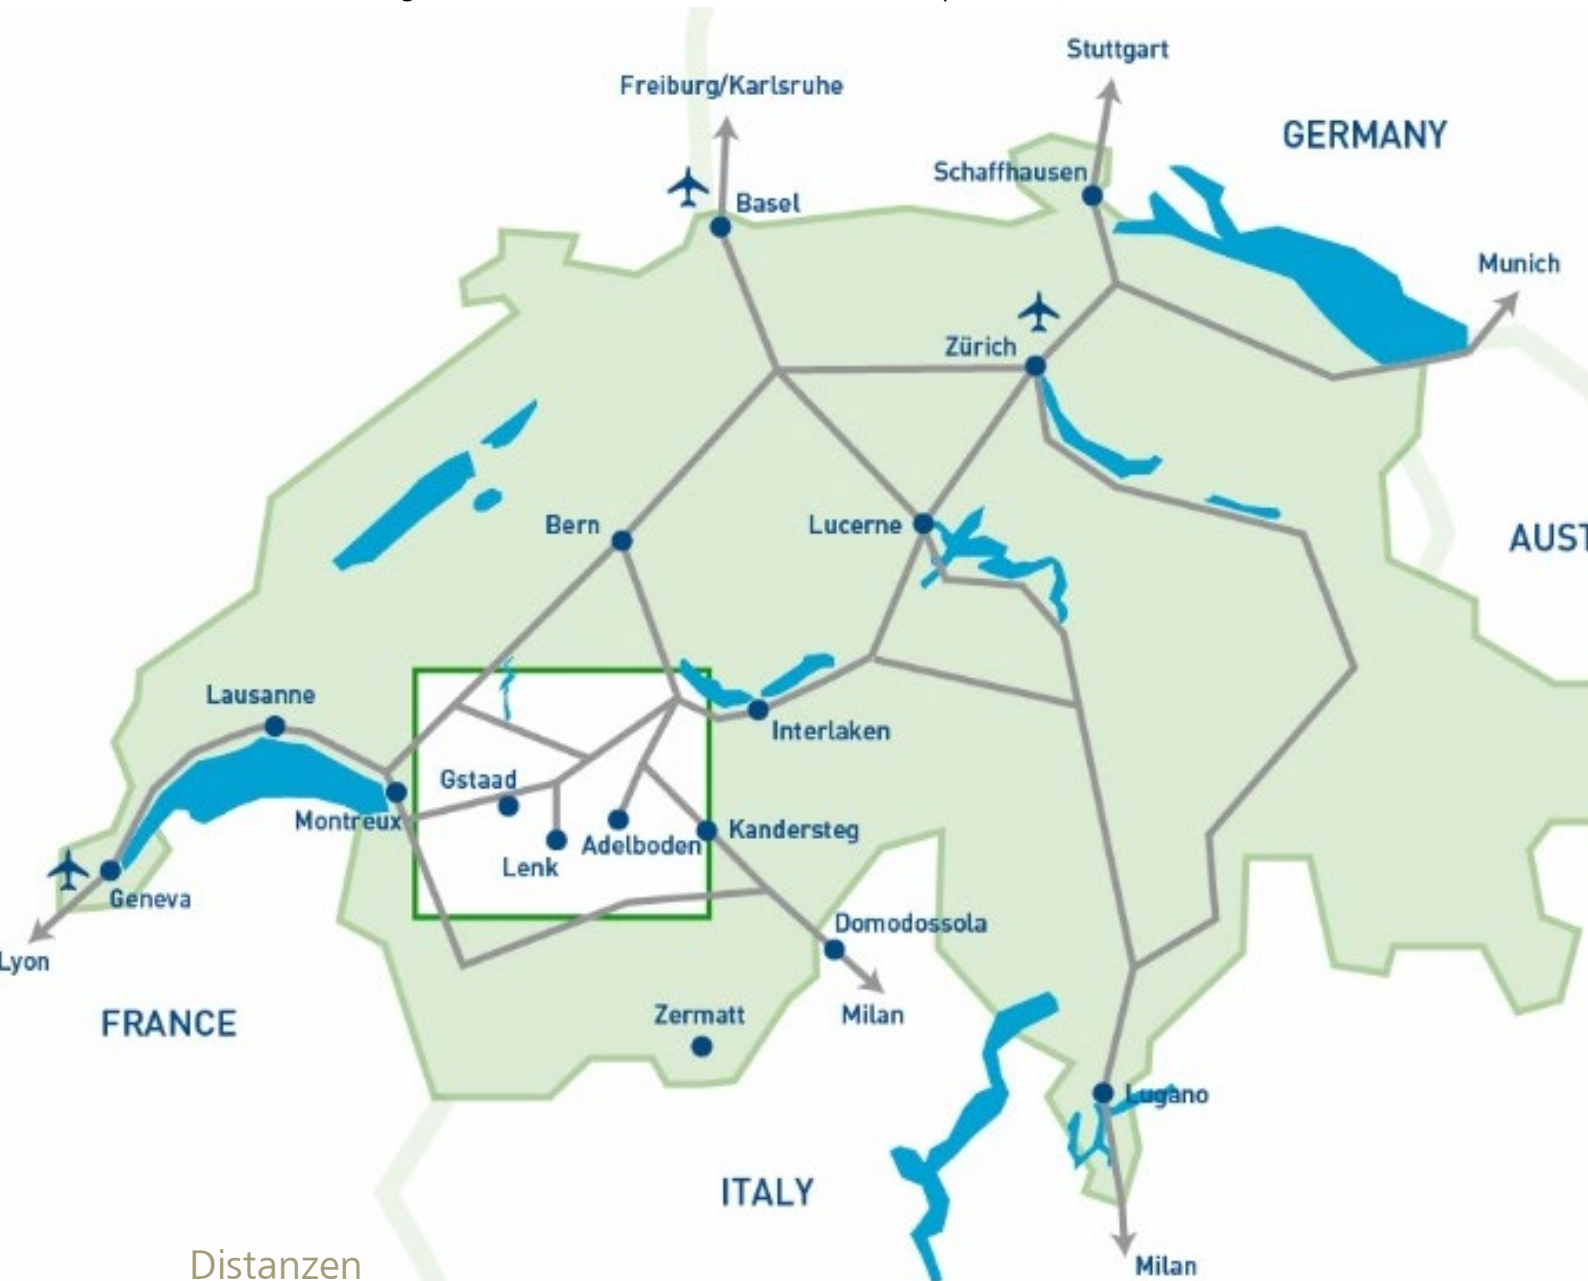 Stuttgart
Freiburg/Karlsruhe
GERMANY
Schaffhausen
Basel
Munich
Zürich
Bern
Lucerne
AUST
Lausanne
Interlaken
Gstaad
Montreux
Kandersteg
Adelboden
Lenk
Geneva
Domodossola
Lyon
Zermatt
Milan
FRANCE
Lugano
ITALY
Distanzen
Milan